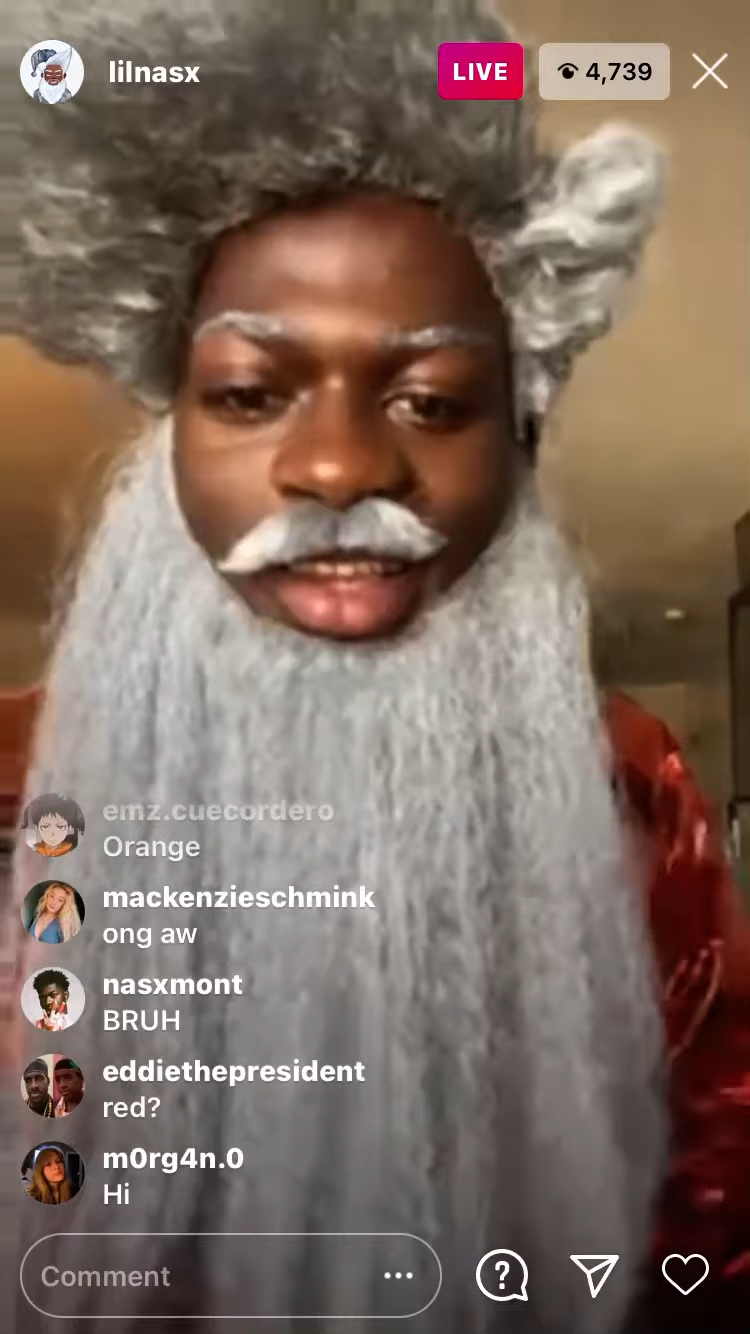 lilnasx
LIVE
4,739
emz.cuecordero
Orange
mackenzieschmink
ong aw
nasxmont
BRUH
eddiethepresident
red?
m0rg4n.0
Hi
Comment